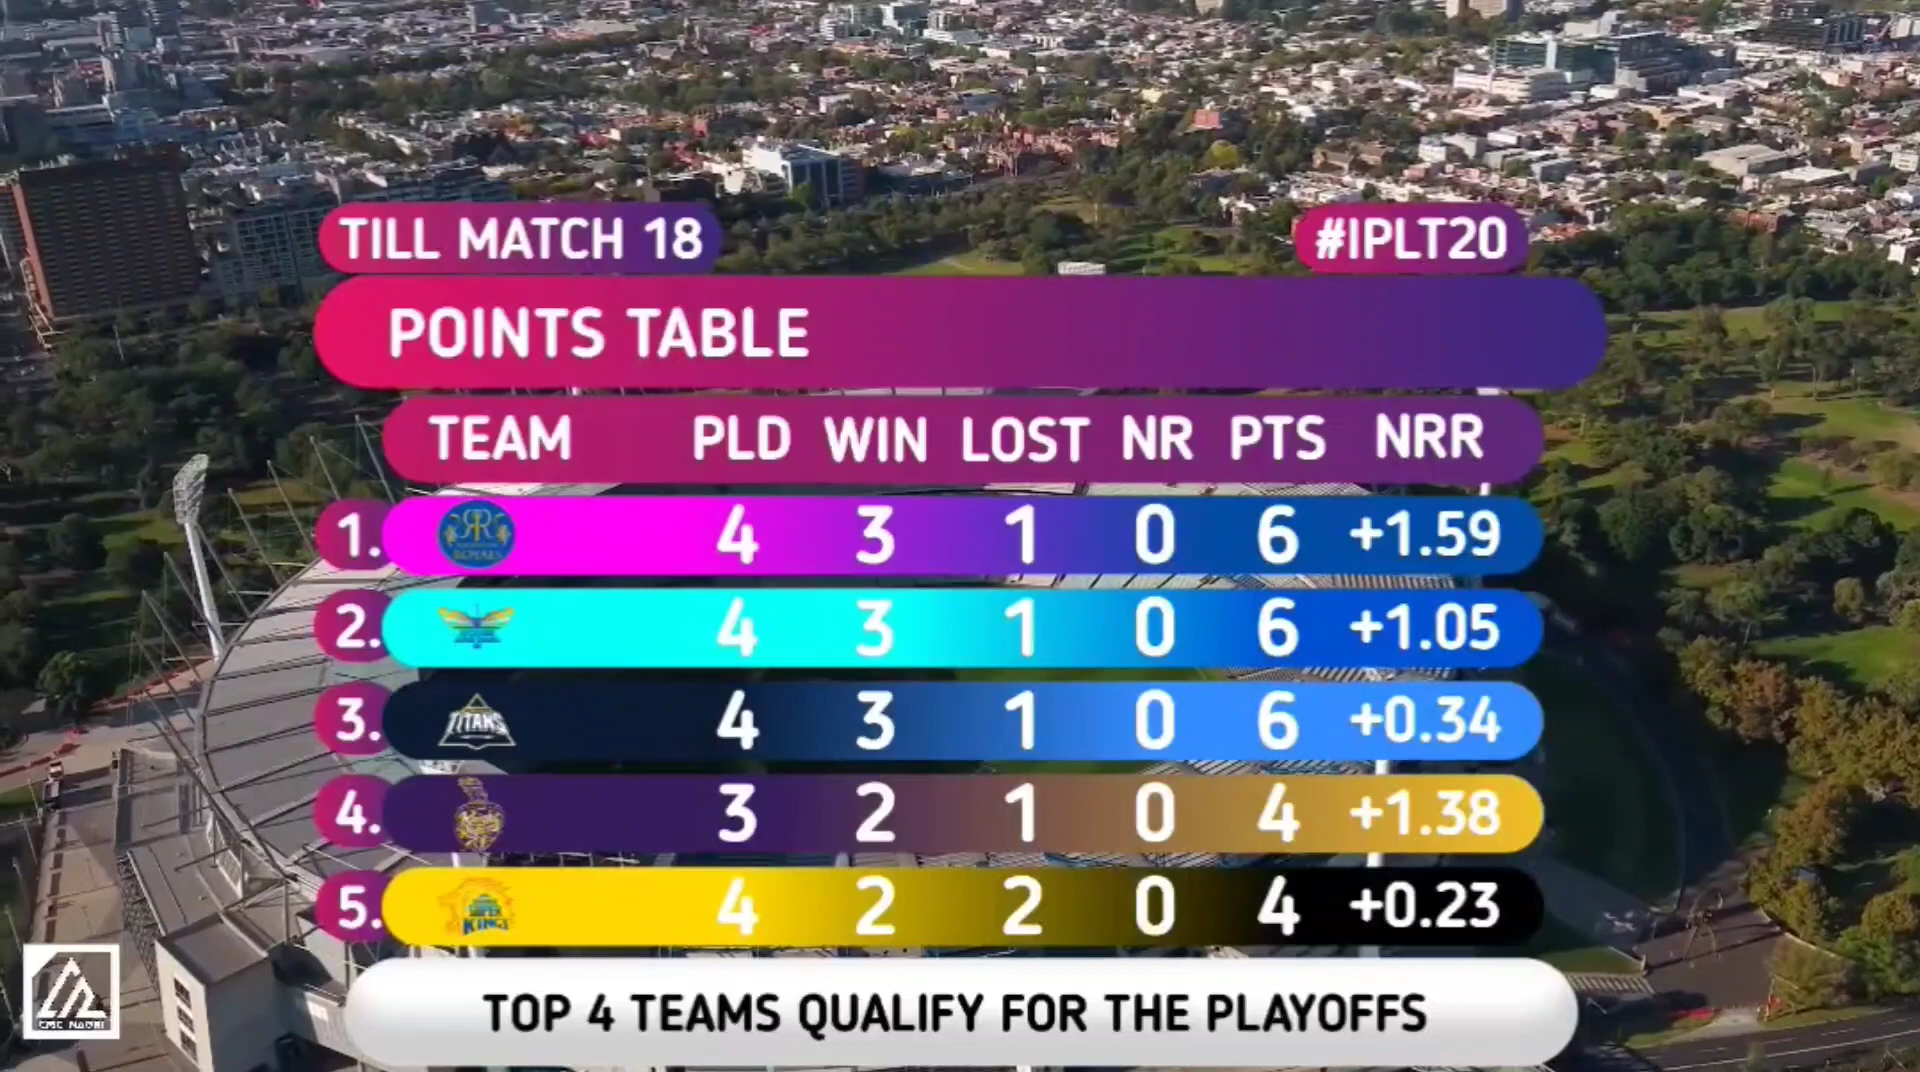 TILL MATCH 18
#IPLT20
POINTS TABLE
TEAM PLD WIN LOST NR PTS NRR
1. ROYALS 4 3 1 0 6 +1.59
2. 4 3 1 0 6 +1.05
3. TITANS 4 3 1 0 6 +0.34
4. 3 2 1 0 4 +1.38
5. SUPER KINGS 4 2 2 0 4 +0.23
TOP 4 TEAMS QUALIFY FOR THE PLAYOFFS